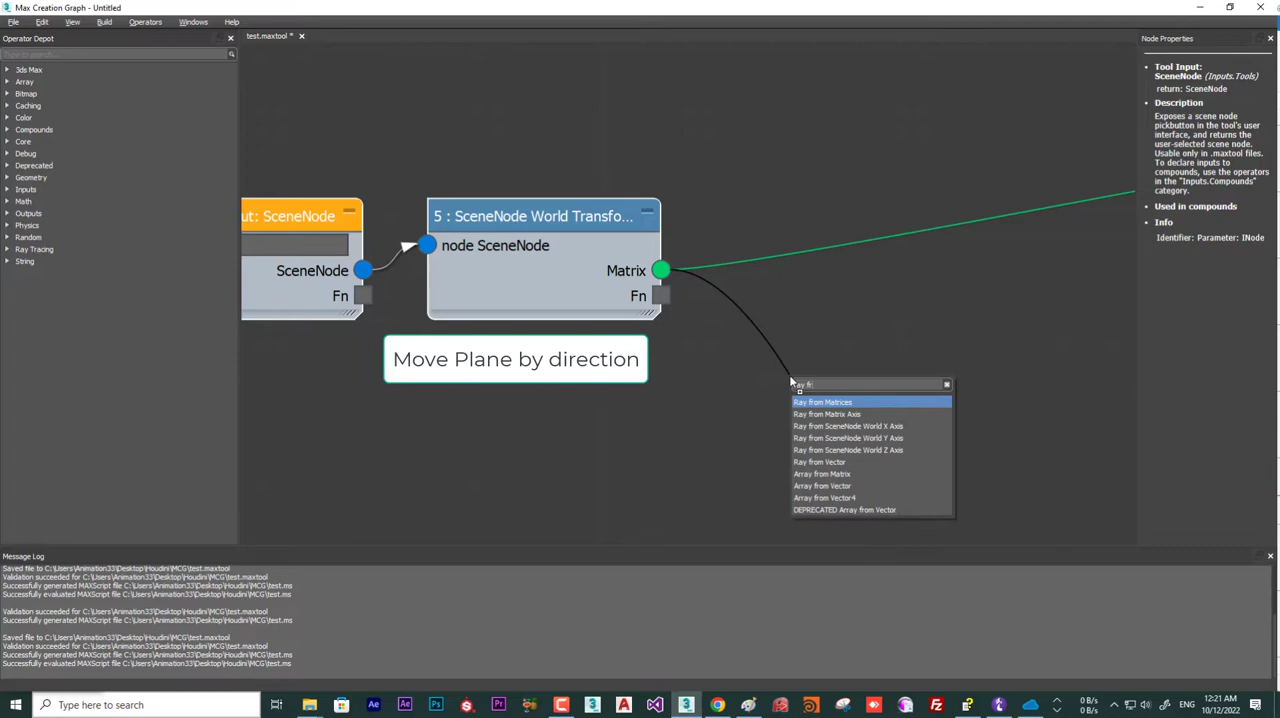 Max Creation Graph - Untitled
File Edit View Build Operators Windows Help
Operator Depot
Type to search...
3ds Max
Array
Bitmap
Caching
Color
Compounds
Core
Debug
Deprecated
Geometry
Inputs
Math
Outputs
Physics
Random
Ray Tracing
String
test.maxtool *
ut: SceneNode
SceneNode
Fn
5 : SceneNode World Transfo...
node SceneNode
Matrix
Fn
Move Plane by direction
Ray fr
Ray from Matrices
Ray from Matrix Axis
Ray from SceneNode World X Axis
Ray from SceneNode World Y Axis
Ray from SceneNode World Z Axis
Ray from Vector
Array from Matrix
Array from Vector
Array from Vector4
DEPRECATED Array from Vector
Node Properties
Tool Input:
SceneNode (Inputs.Tools)
return: SceneNode
Description
Exposes a scene node
pickbutton in the tool's user
interface, and returns the
user-selected scene node.
Usable only in .maxtool files.
To declare inputs to
compounds, use the operators
in the "Inputs.Compounds"
category.
Used in compounds
Info
Identifier: Parameter: INode
Message Log
Saved file to C:\Users\Animation33\Desktop\Houdini\MCG\test.maxtool
Validation succeeded for C:\Users\Animation33\Desktop\Houdini\MCG\test.maxtool
Successfully generated MAXScript file C:\Users\Animation33\Desktop\Houdini\MCG\test.ms
Successfully evaluated MAXScript file C:\Users\Animation33\Desktop\Houdini\MCG\test.ms
Validation succeeded for C:\Users\Animation33\Desktop\Houdini\MCG\test.maxtool
Successfully generated MAXScript file C:\Users\Animation33\Desktop\Houdini\MCG\test.ms
Saved file to C:\Users\Animation33\Desktop\Houdini\MCG\test.maxtool
Validation succeeded for C:\Users\Animation33\Desktop\Houdini\MCG\test.maxtool
Successfully generated MAXScript file C:\Users\Animation33\Desktop\Houdini\MCG\test.ms
Successfully evaluated MAXScript file C:\Users\Animation33\Desktop\Houdini\MCG\test.ms
Type here to search
0 B/s
0 B/s
12:21 AM
10/12/2022